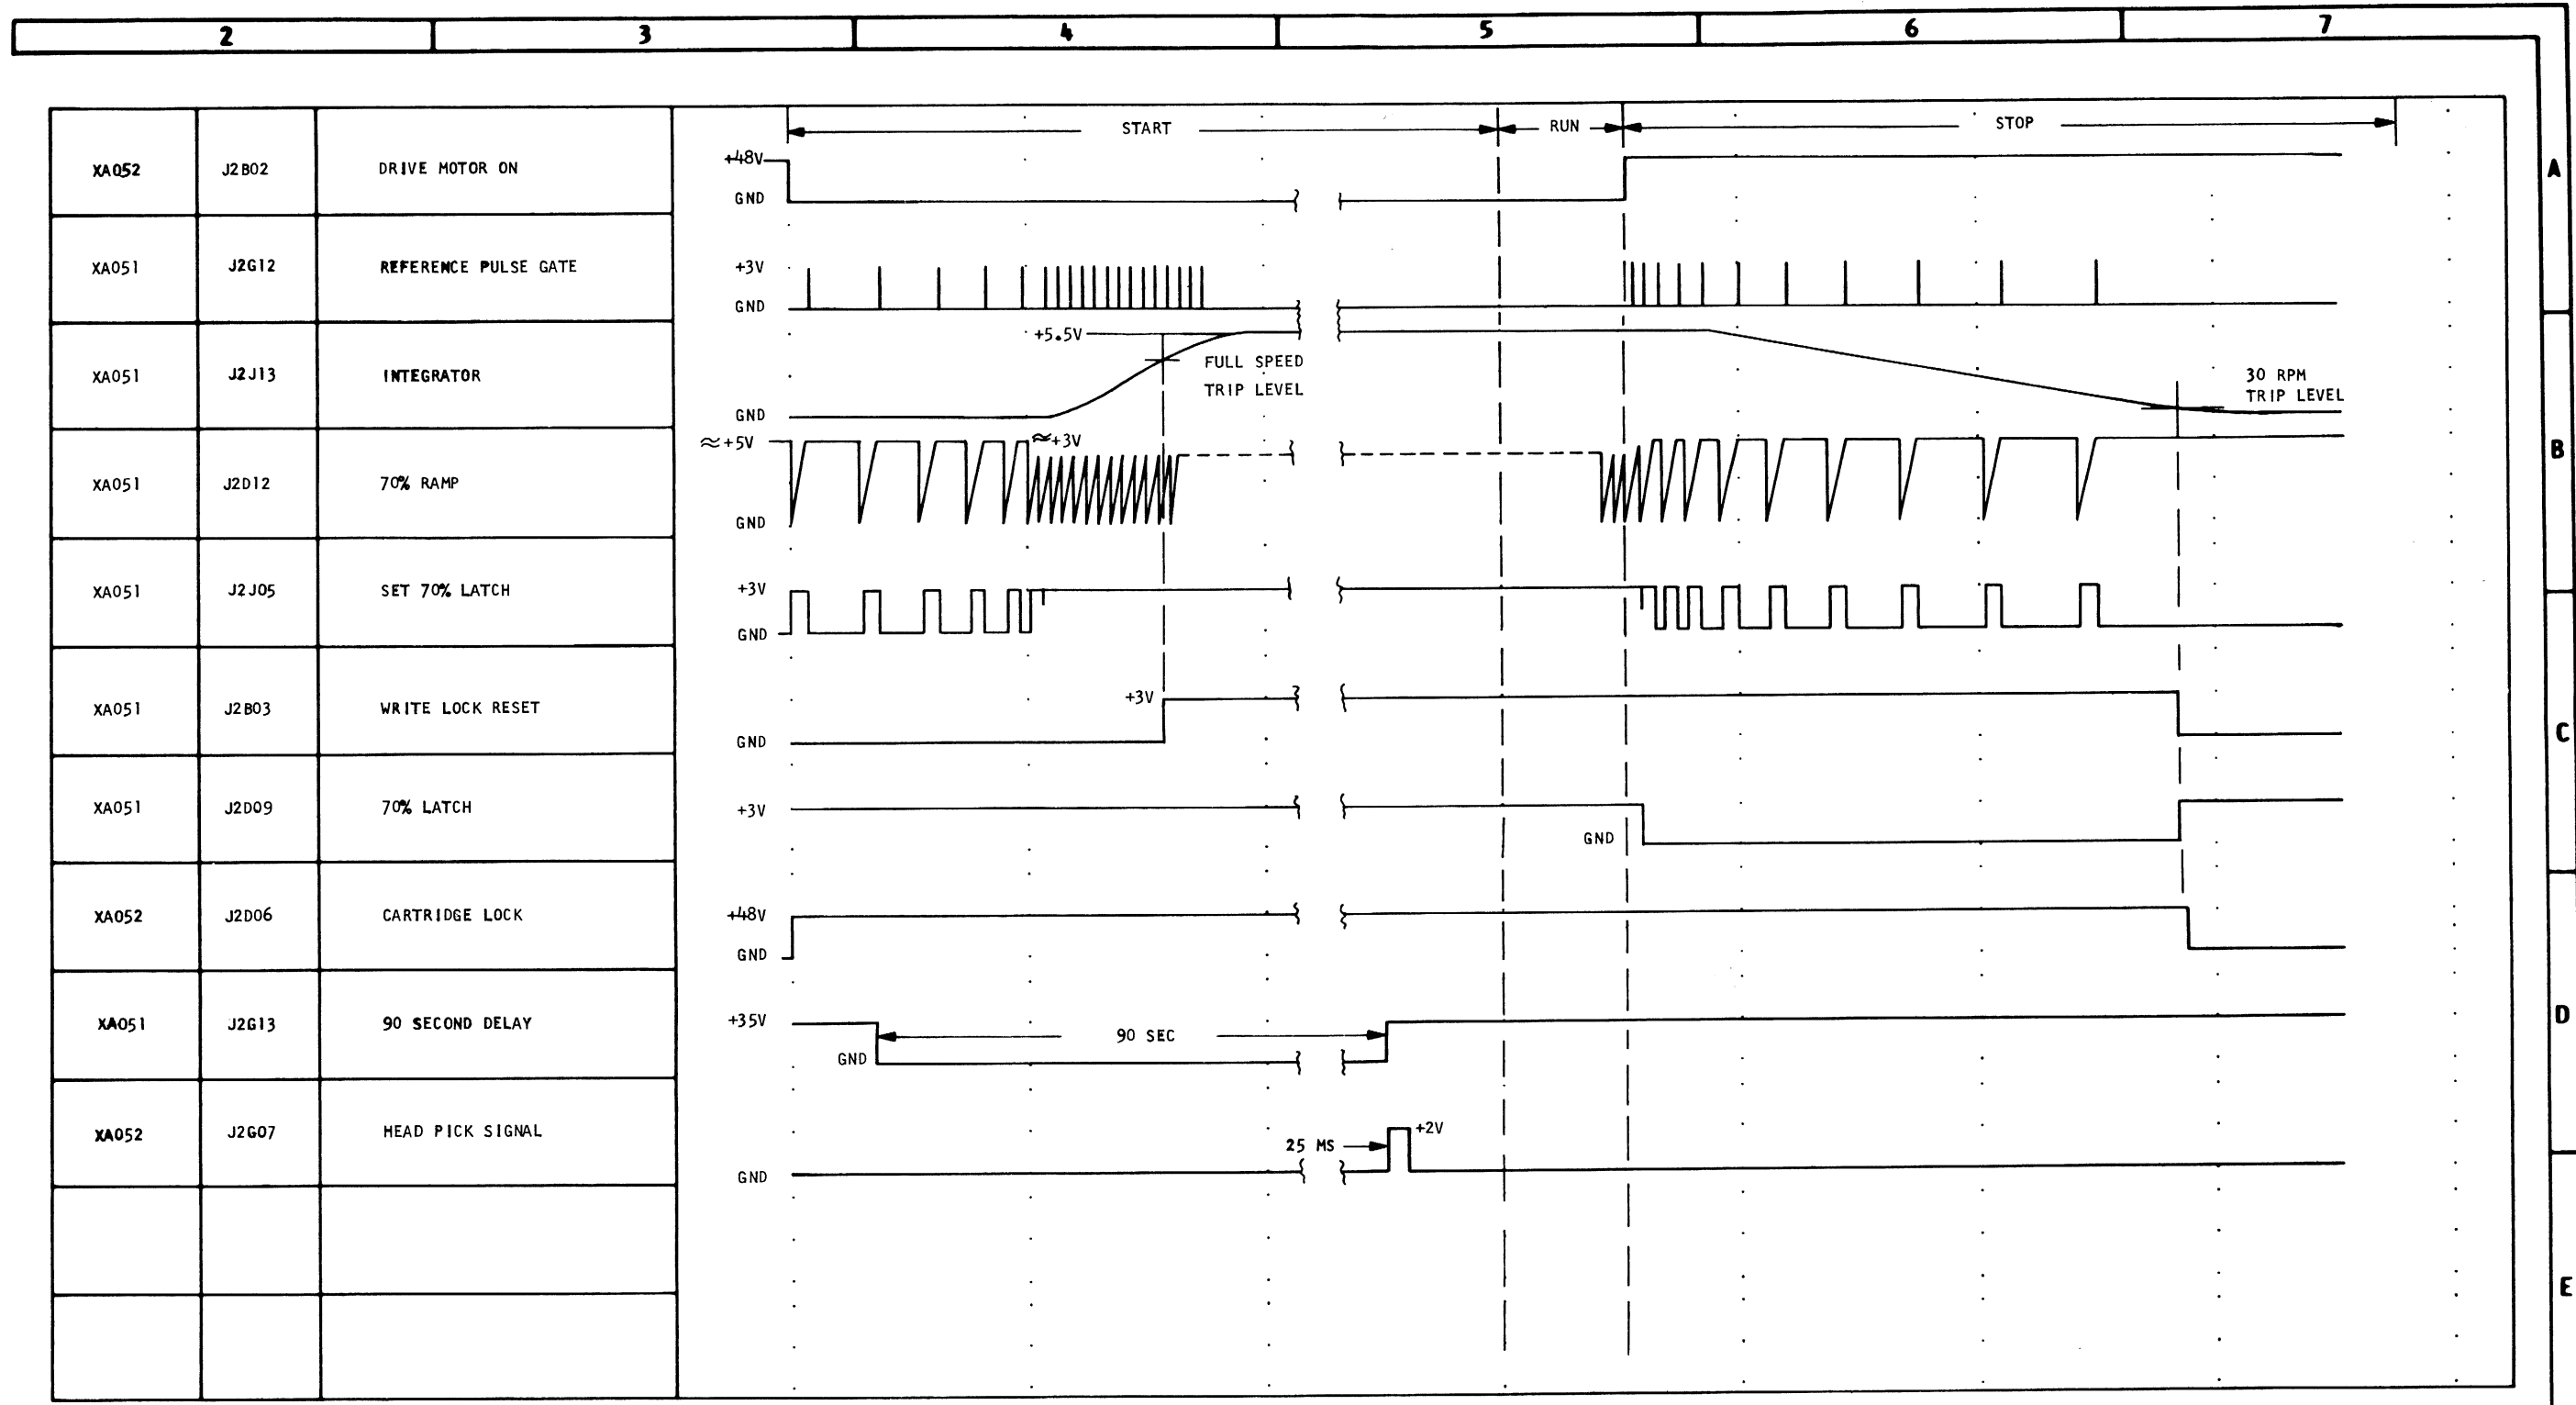 2 3 4 5 6 7
START RUN STOP
XA052 J2B02 DRIVE MOTOR ON +48V
GND
A
XA051 J2G12 REFERENCE PULSE GATE +3V
GND
+5.5V
FULL SPEED
TRIP LEVEL
XA051 J2J13 INTEGRATOR
GND
30 RPM
TRIP LEVEL
≈+5V ≈+3V
B
XA051 J2D12 70% RAMP
GND
XA051 J2J05 SET 70% LATCH +3V
GND
XA051 J2B03 WRITE LOCK RESET +3V
GND
C
XA051 J2D09 70% LATCH +3V
GND
XA052 J2D06 CARTRIDGE LOCK +48V
GND
XA051 J2G13 90 SECOND DELAY +35V
90 SEC
GND
D
XA052 J2G07 HEAD PICK SIGNAL
25 MS +2V
GND
E